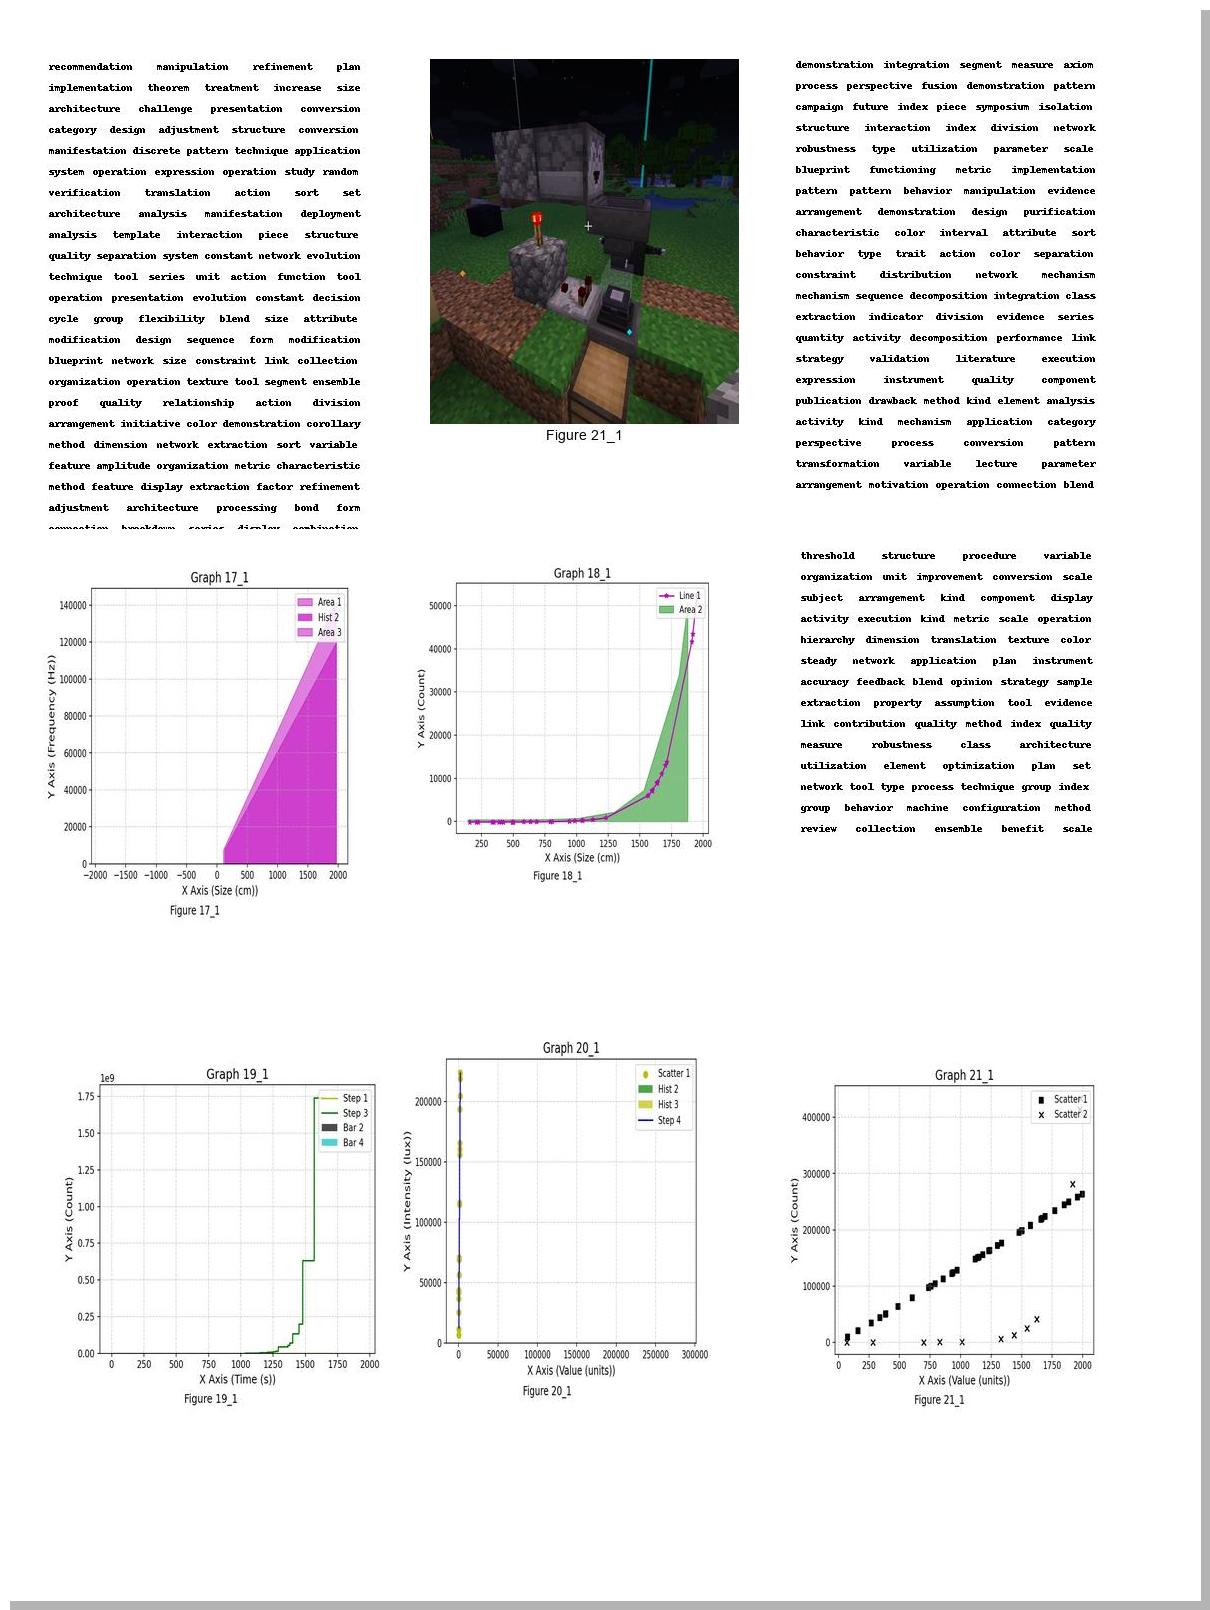 recommendation manipulation refinement plan
implementation theorem treatment increase size
architecture challenge presentation conversion
category design adjustment structure conversion
manifestation discrete pattern technique application
system operation expression operation study random
verification translation action sort set
architecture analysis manifestation deployment
analysis template interaction piece structure
quality separation system constant network evolution
technique tool series unit action function tool
operation presentation evolution constant decision
cycle group flexibility blend size attribute
modification design sequence form modification
blueprint network size constraint link collection
organization operation texture tool segment ensemble
proof quality relationship action division
arrangement initiative color demonstration corollary
method dimension network extraction sort variable
feature amplitude organization metric characteristic
method feature display extraction factor refinement
adjustment architecture processing bond form
connection breakdown series display combination
Figure 21_1
demonstration integration segment measure axiom
process perspective fusion demonstration pattern
campaign future index piece symposium isolation
structure interaction index division network
robustness type utilization parameter scale
blueprint functioning metric implementation
pattern pattern behavior manipulation evidence
arrangement demonstration design purification
characteristic color interval attribute sort
behavior type trait action color separation
constraint distribution network mechanism
mechanism sequence decomposition integration class
extraction indicator division evidence series
quantity activity decomposition performance link
strategy validation literature execution
expression instrument quality component
publication drawback method kind element analysis
activity kind mechanism application category
perspective process conversion pattern
transformation variable lecture parameter
arrangement motivation operation connection blend
Graph 17_1
Area 1
Hist 2
Area 3
Y Axis (Frequency (Hz))
140000
120000
100000
80000
60000
40000
20000
0
−2000 −1500 −1000 −500 0 500 1000 1500 2000
X Axis (Size (cm))
Figure 17_1
Graph 18_1
Line 1
Area 2
Y Axis (Count)
50000
40000
30000
20000
10000
0
250 500 750 1000 1250 1500 1750 2000
X Axis (Size (cm))
Figure 18_1
threshold structure procedure variable
organization unit improvement conversion scale
subject arrangement kind component display
activity execution kind metric scale operation
hierarchy dimension translation texture color
steady network application plan instrument
accuracy feedback blend opinion strategy sample
extraction property assumption tool evidence
link contribution quality method index quality
measure robustness class architecture
utilization element optimization plan set
network tool type process technique group index
group behavior machine configuration method
review collection ensemble benefit scale
Graph 19_1
1e9
Step 1
Step 3
Bar 2
Bar 4
Y Axis (Count)
1.75
1.50
1.25
1.00
0.75
0.50
0.25
0.00
0 250 500 750 1000 1250 1500 1750 2000
X Axis (Time (s))
Figure 19_1
Graph 20_1
Scatter 1
Hist 2
Hist 3
Step 4
Y Axis (Intensity (lux))
200000
150000
100000
50000
0
0 50000 100000 150000 200000 250000 300000
X Axis (Value (units))
Figure 20_1
Graph 21_1
Scatter 1
Scatter 2
Y Axis (Count)
400000
300000
200000
100000
0
0 250 500 750 1000 1250 1500 1750 2000
X Axis (Value (units))
Figure 21_1